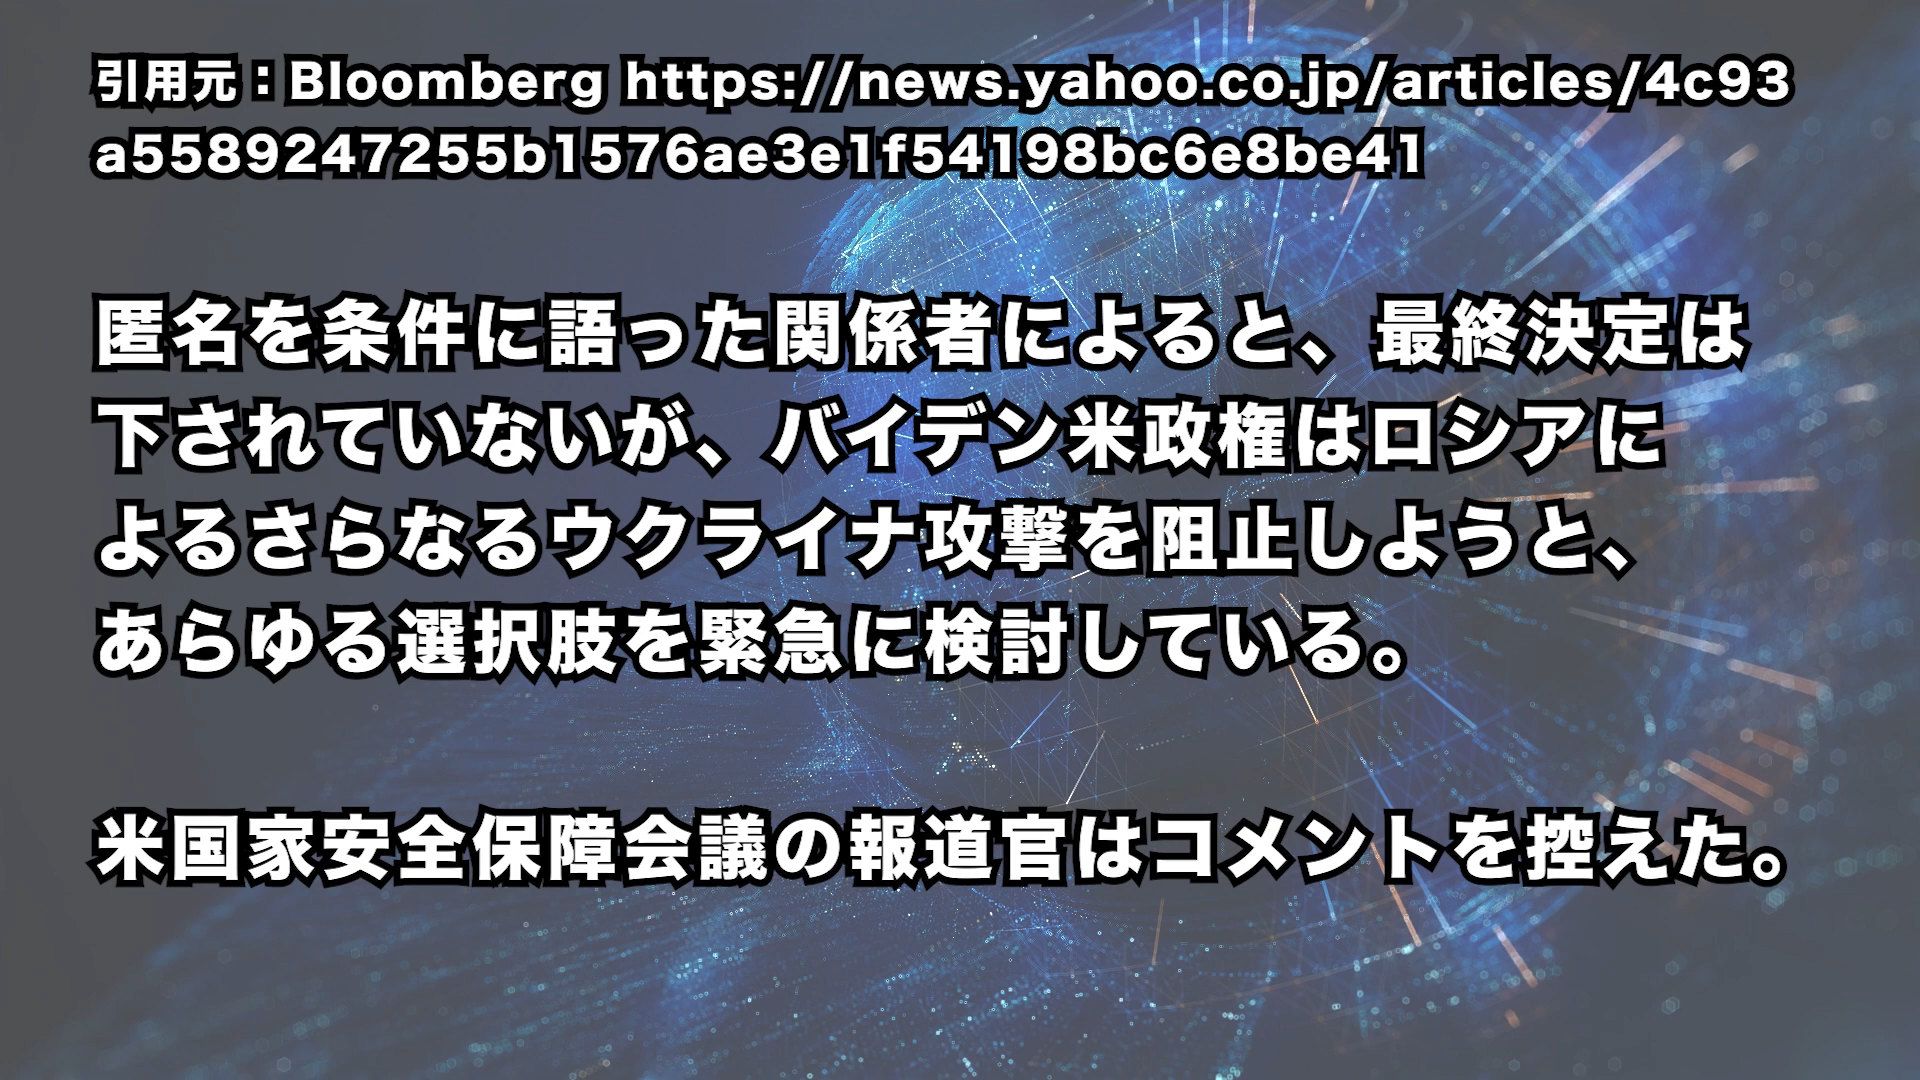 引用元：Bloomberg https://news.yahoo.co.jp/articles/4c93
a5589247255b1576ae3e1f54198bc6e8be41
匿名を条件に語った関係者によると、最終決定は
下されていないが、バイデン米政権はロシアに
よるさらなるウクライナ攻撃を阻止しようと、
あらゆる選択肢を緊急に検討している。
米国家安全保障会議の報道官はコメントを控えた。